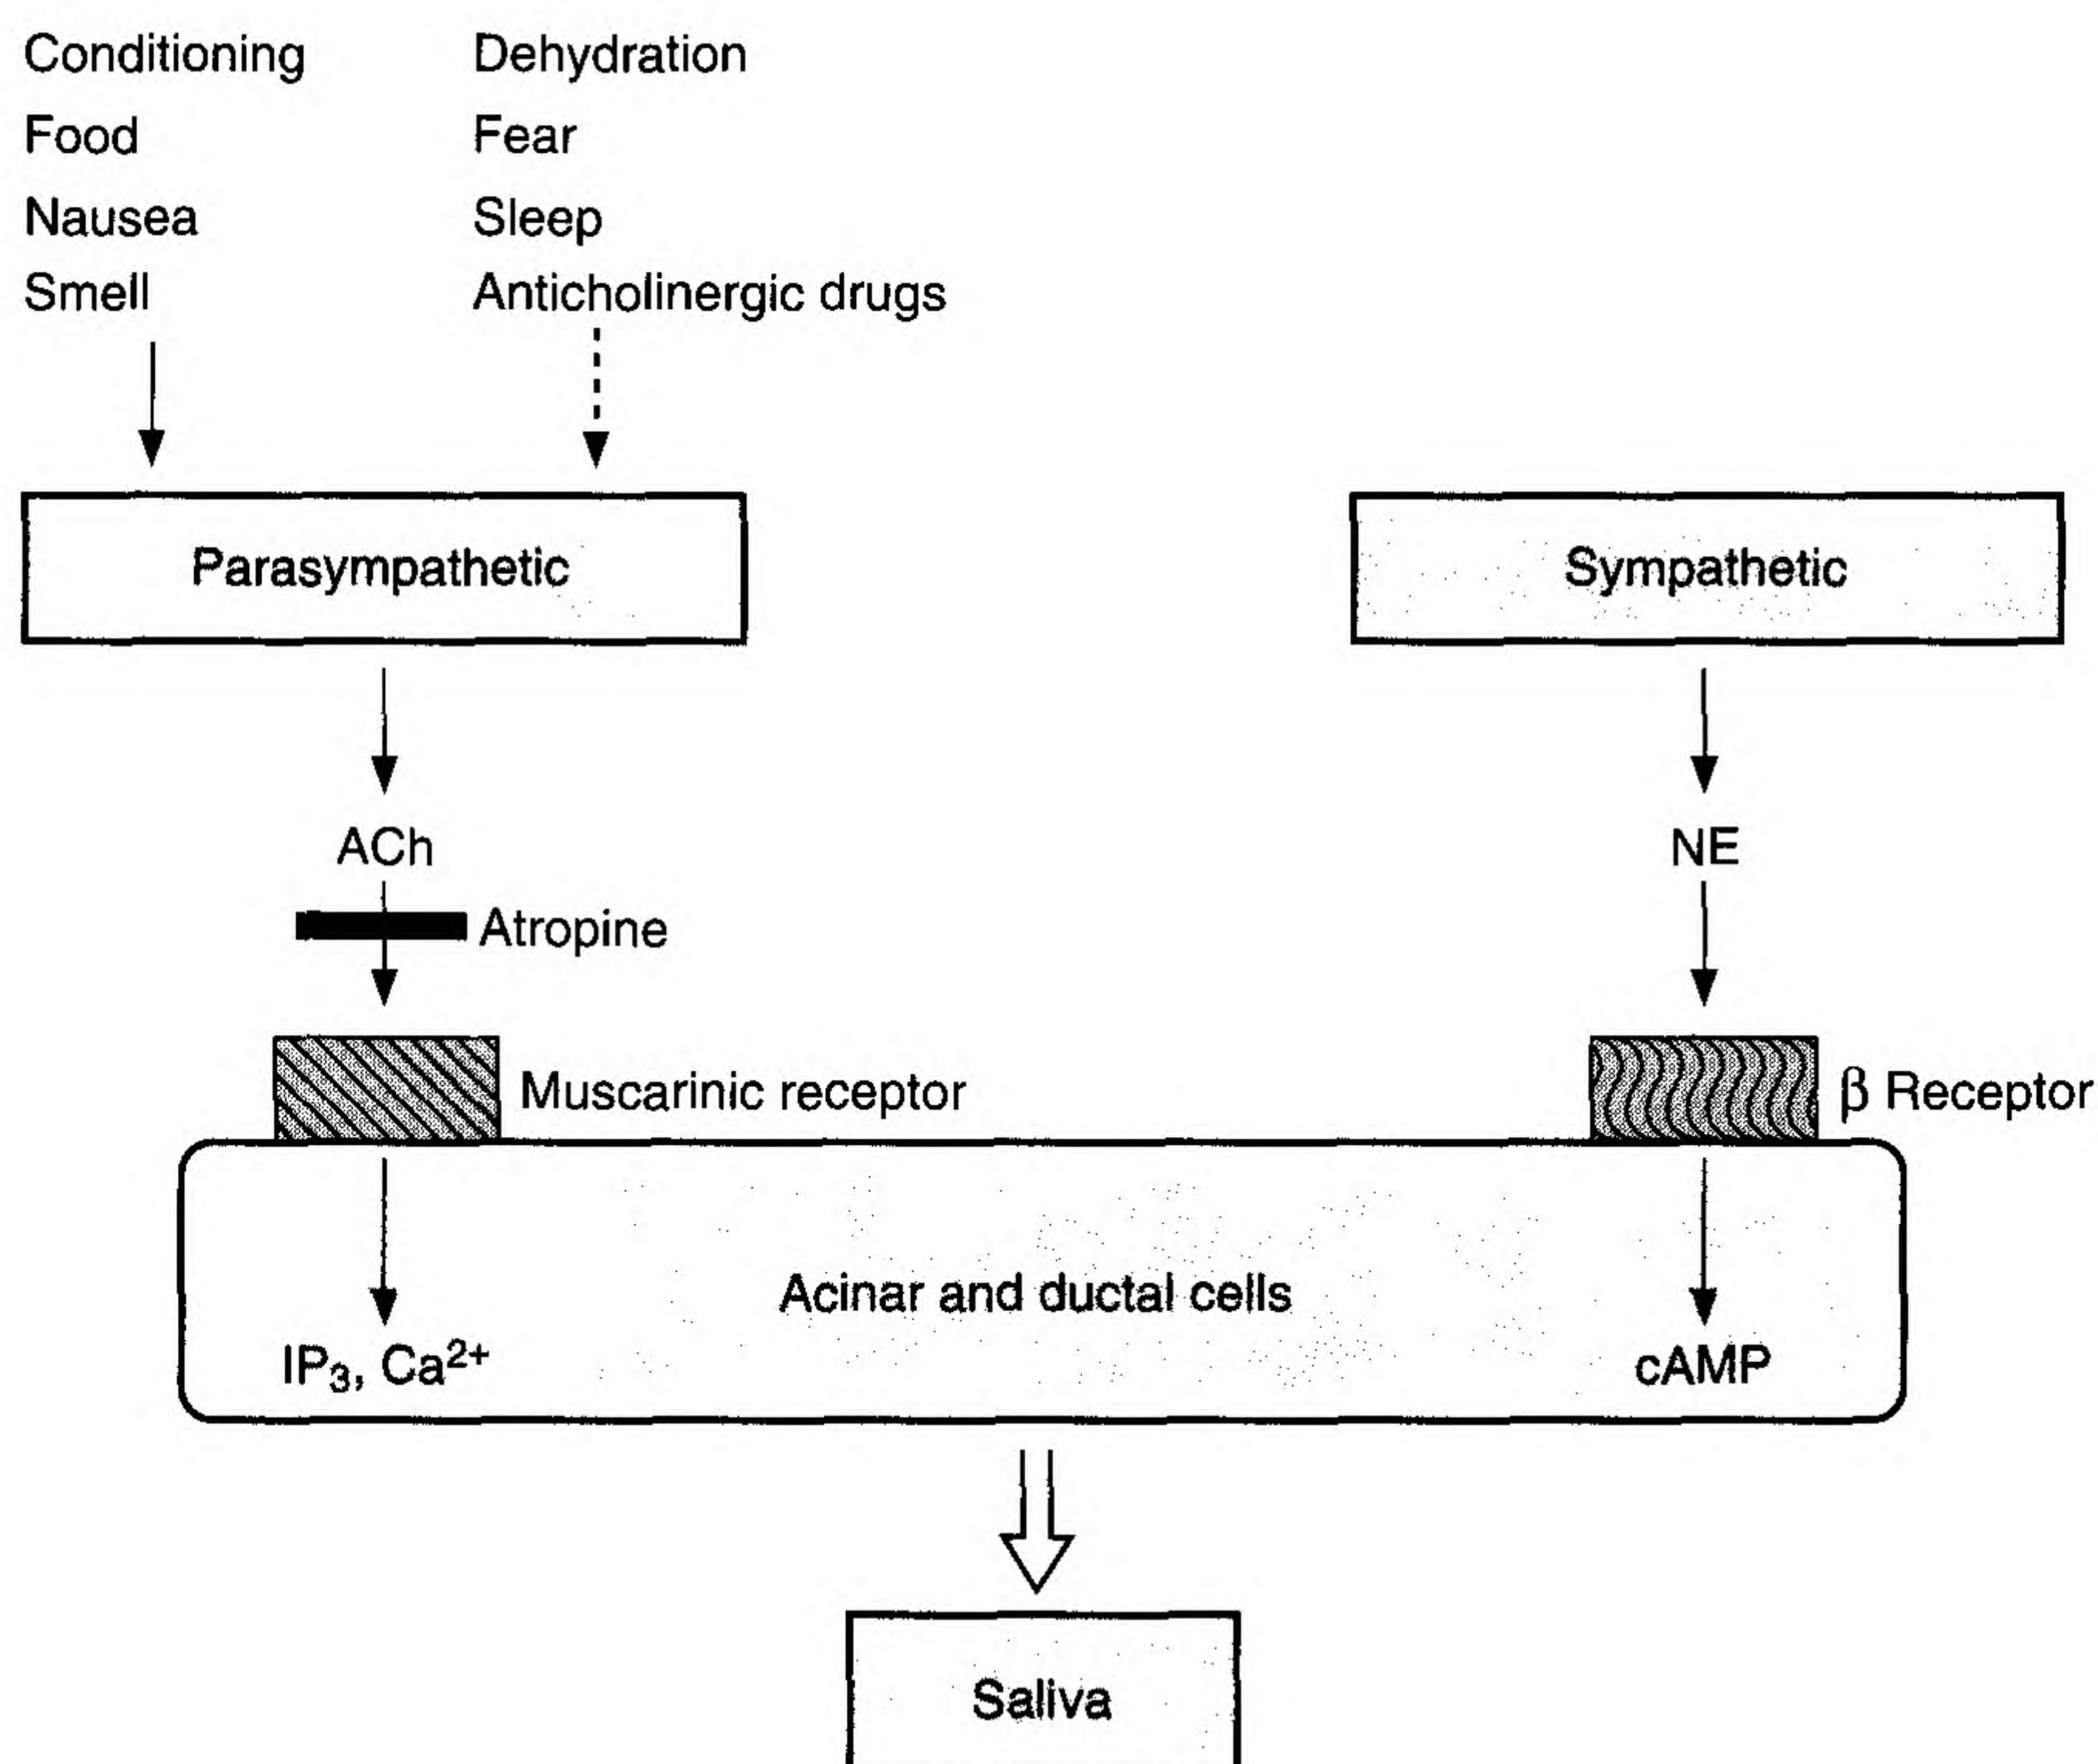 Conditioning
Food
Nausea
Smell
Dehydration
Fear
Sleep
Anticholinergic drugs
Parasympathetic
Sympathetic
ACh
NE
Atropine
Muscarinic receptor
β Receptor
Acinar and ductal cells
IP₃, Ca²⁺
cAMP
Saliva